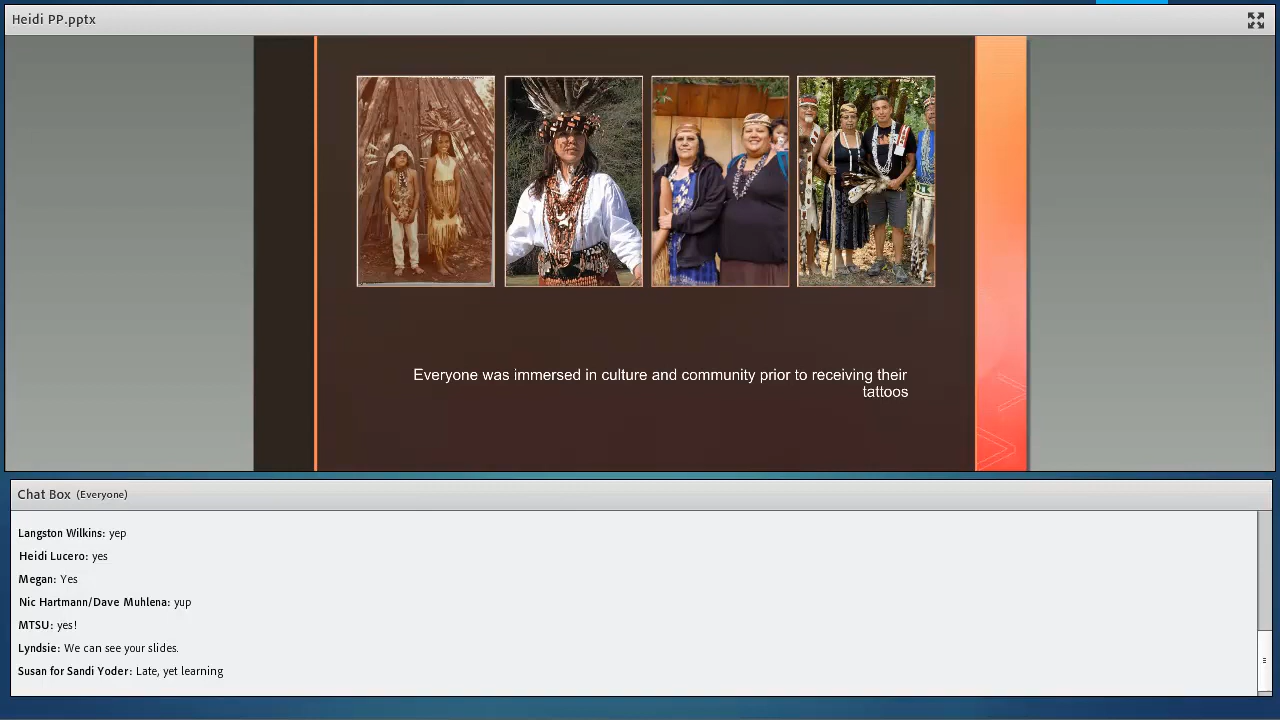 Heidi PP.pptx
Everyone was immersed in culture and community prior to receiving their
tattoos
Chat Box (Everyone)
Langston Wilkins: yep
Heidi Lucero: yes
Megan: Yes
Nic Hartmann/Dave Muhlena: yup
MTSU: yes!
Lyndsie: We can see your slides.
Susan for Sandi Yoder: Late, yet learning